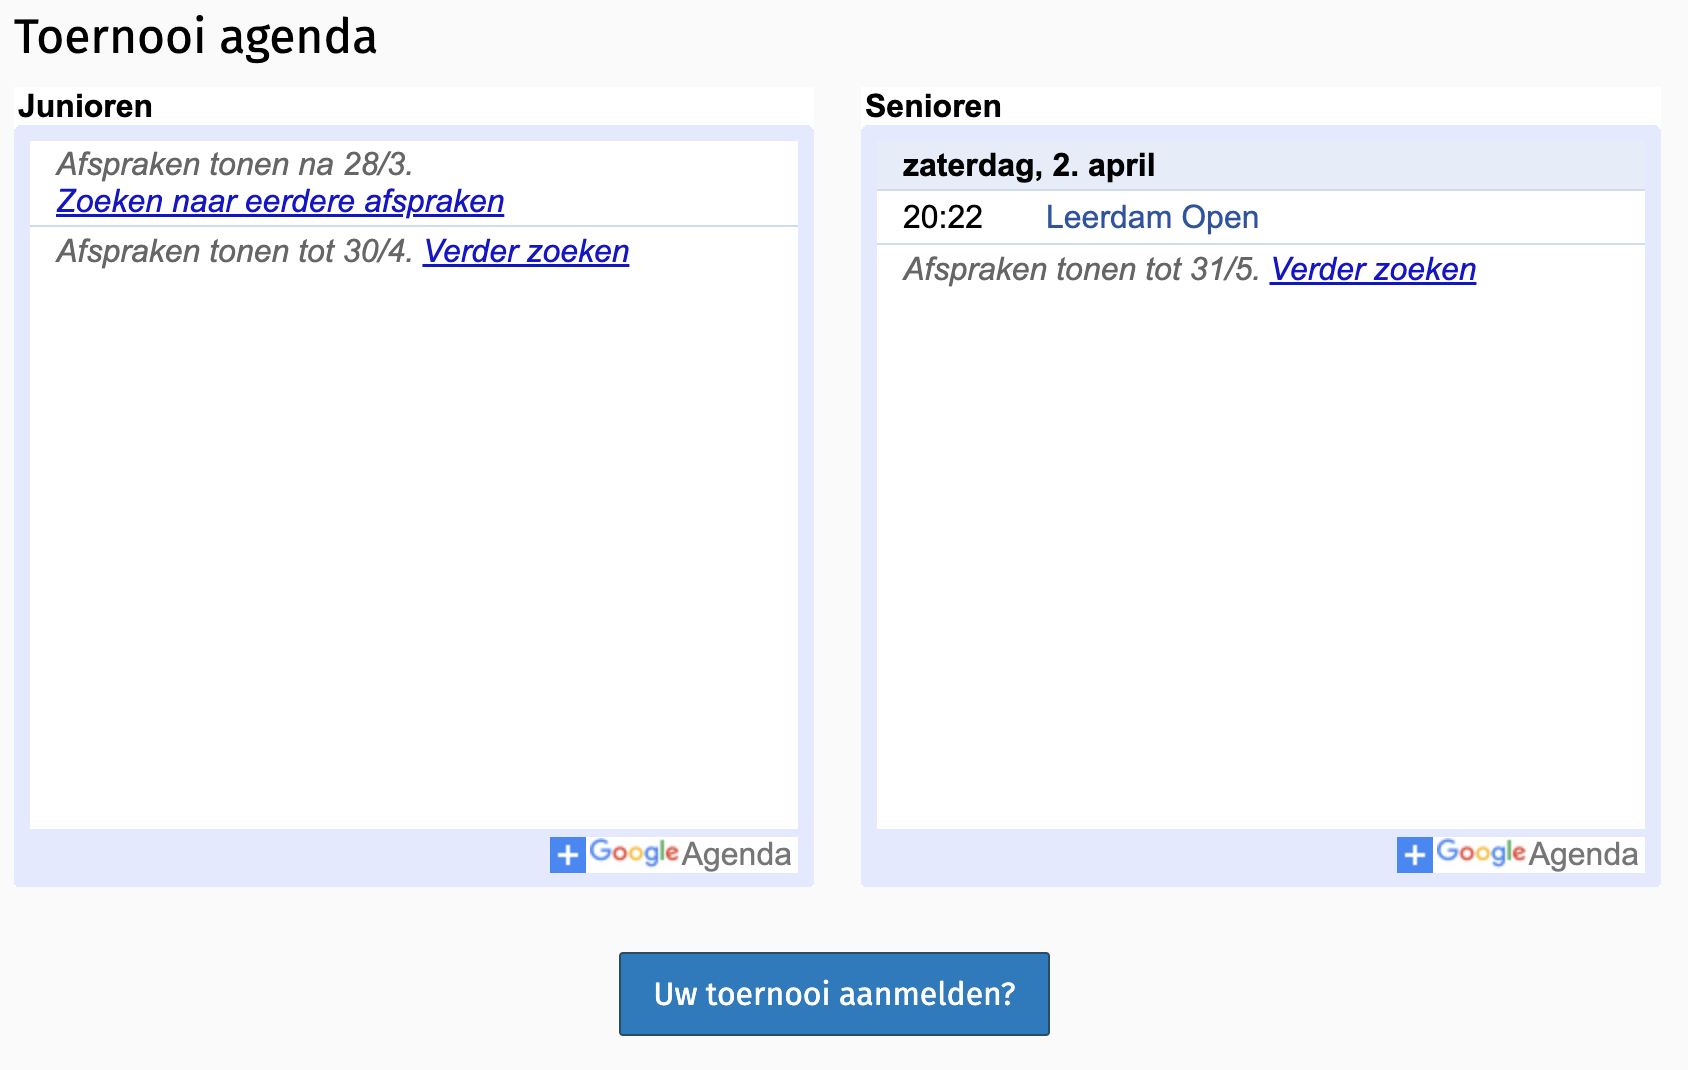 Toernooi agenda
Junioren
Afspraken tonen na 28/3.
Zoeken naar eerdere afspraken
Afspraken tonen tot 30/4. Verder zoeken
+ Google Agenda
Senioren
zaterdag, 2. april
20:22 Leerdam Open
Afspraken tonen tot 31/5. Verder zoeken
+ Google Agenda
Uw toernooi aanmelden?